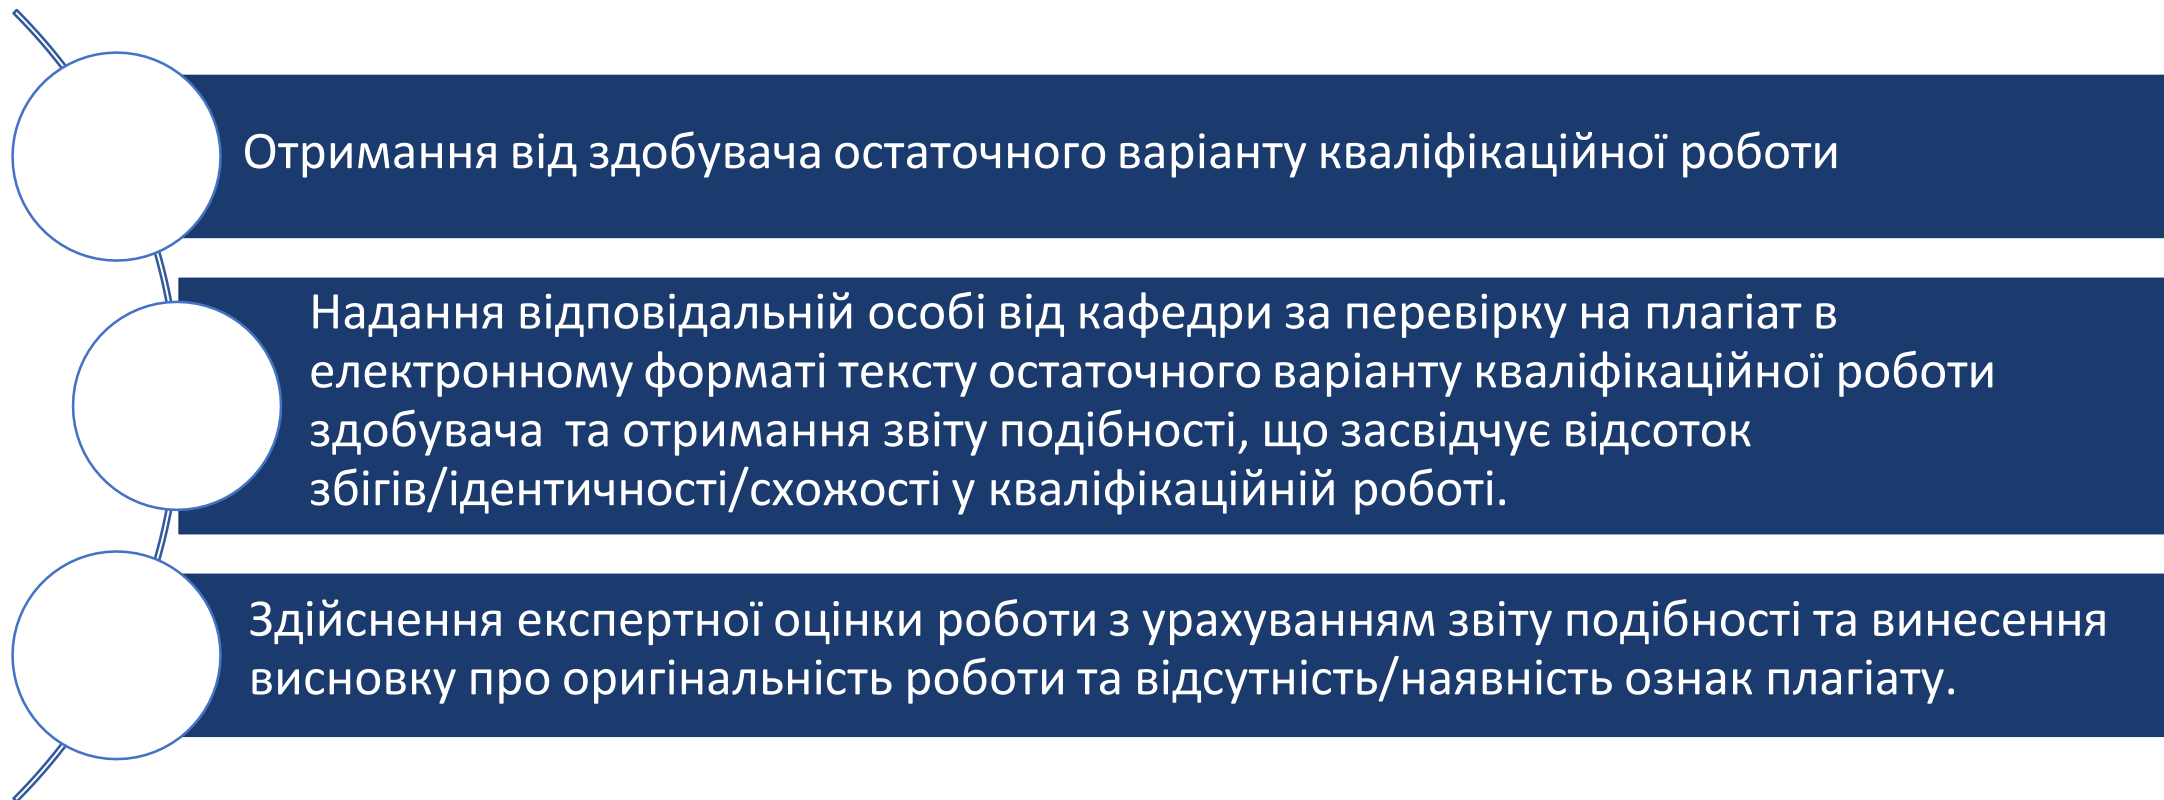 Отримання від здобувача остаточного варіанту кваліфікаційної роботи
Надання відповідальній особі від кафедри за перевірку на плагіат в
електронному форматі тексту остаточного варіанту кваліфікаційної роботи
здобувача  та отримання звіту подібності, що засвідчує відсоток
збігів/ідентичності/схожості у кваліфікаційній роботі.
Здійснення експертної оцінки роботи з урахуванням звіту подібності та винесення
висновку про оригінальність роботи та відсутність/наявність ознак плагіату.